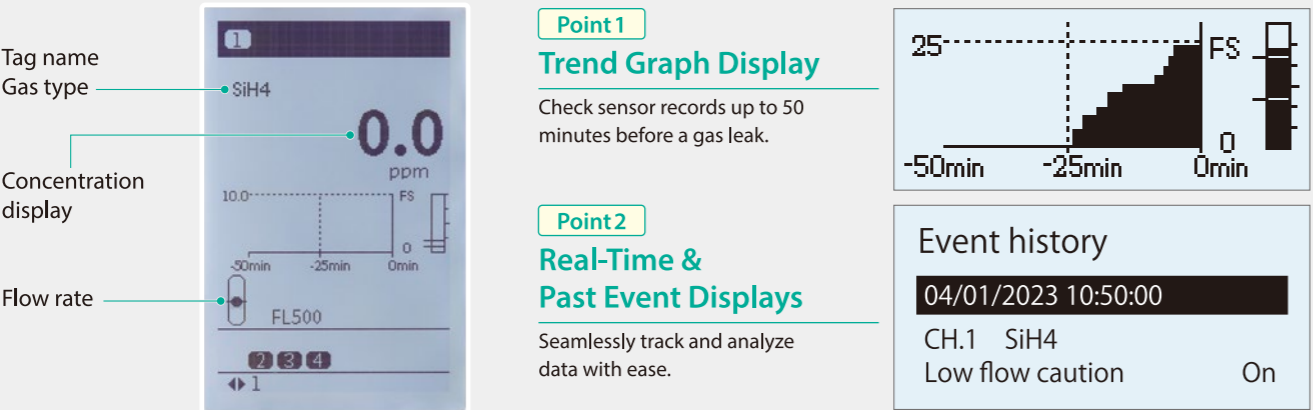 Tag name
Gas type
Concentration
display
Flow rate
1
SiH4
0.0
ppm
10.0
FS
0
-50min
-25min
0min
FL500
2 3 4
1
Point 1
Trend Graph Display
Check sensor records up to 50
minutes before a gas leak.
25
FS
0
-50min
-25min
0min
Point 2
Real-Time &
Past Event Displays
Seamlessly track and analyze
data with ease.
Event history
04/01/2023 10:50:00
CH.1 SiH4
Low flow caution On